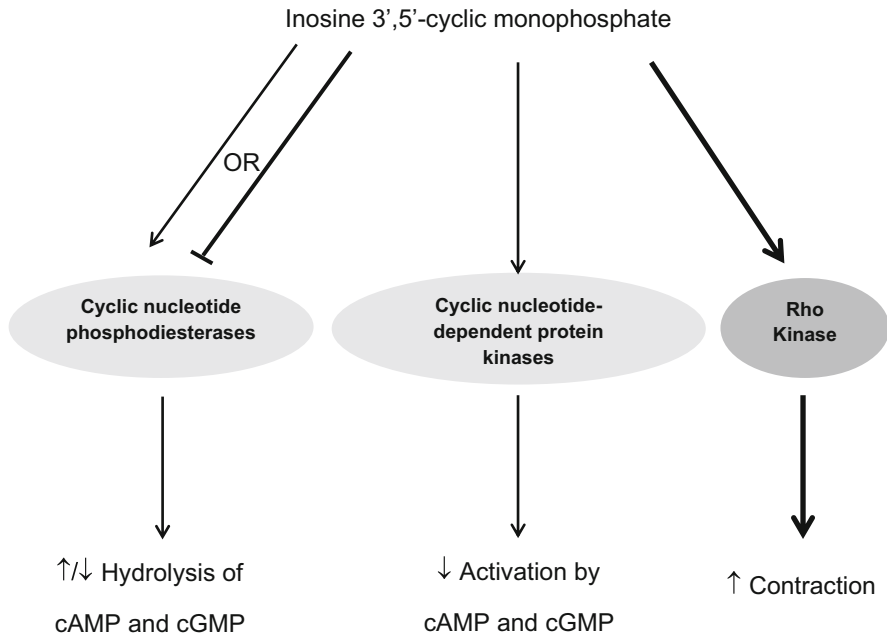 Inosine 3’,5’-cyclic monophosphate
OR
Cyclic nucleotide
phosphodiesterases
Cyclic nucleotide-
dependent protein
kinases
Rho
Kinase
↑/↓ Hydrolysis of
cAMP and cGMP
↓ Activation by
cAMP and cGMP
↑ Contraction